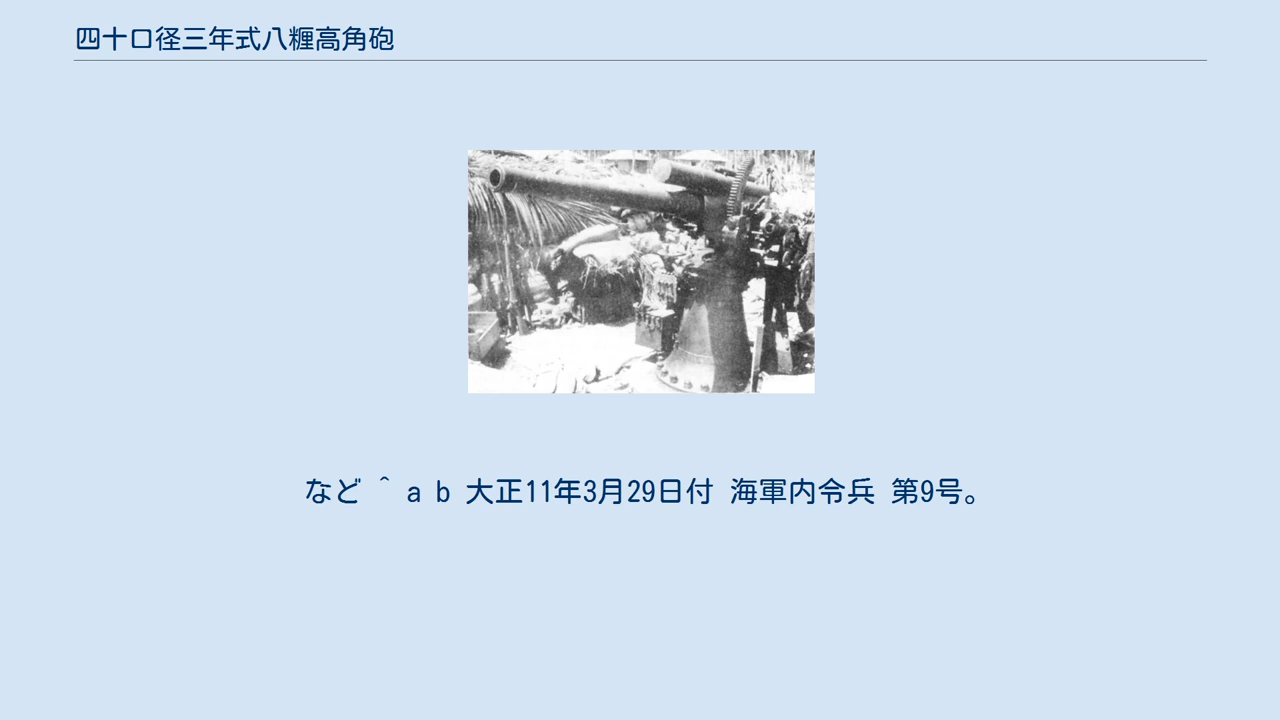 四十口径三年式八糎高角砲
など ^ a b 大正11年3月29日付 海軍内令兵 第9号。